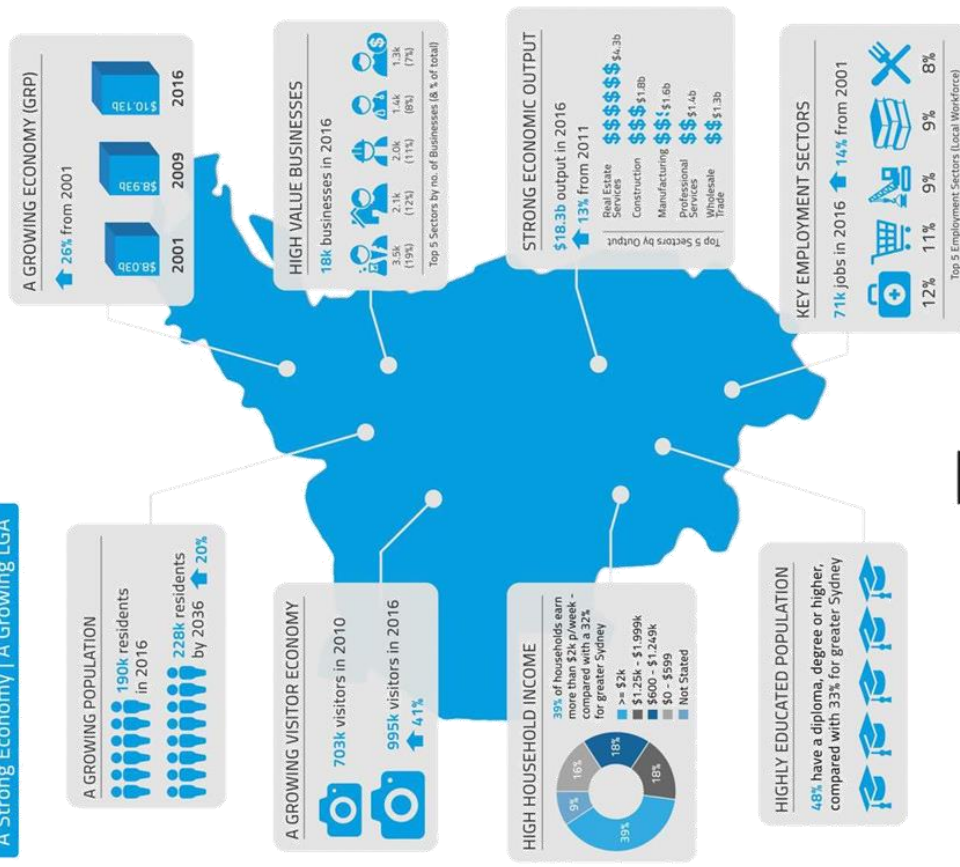 A Strong Economy | A Growing LGA
A GROWING POPULATION
190k residents
in 2016
228k residents
by 2036 20%
A GROWING VISITOR ECONOMY
703k visitors in 2010
995k visitors in 2016
41%
HIGH HOUSEHOLD INCOME
39% of households earn
more than $2k p/week -
compared with a 32%
for greater Sydney
>= $2k
$1.25k - $1.999k
$600 - $1.249k
$0 - $599
Not Stated
9%
16%
18%
18%
39%
HIGHLY EDUCATED POPULATION
48% have a diploma, degree or higher,
compared with 33% for greater Sydney
A GROWING ECONOMY (GRP)
26% from 2001
$8.03b
$8.93b
$10.13b
2001 2009 2016
HIGH VALUE BUSINESSES
18k businesses in 2016
3.5k 2.1k 2.0k 1.4k 1.3k
(19%) (12%) (11%) (8%) (7%)
Top 5 Sectors by no. of Businesses (& % of total)
STRONG ECONOMIC OUTPUT
$18.3b output in 2016
13% from 2011
Top 5 Sectors by Output
Real Estate
Services
$4.3b
Construction $1.8b
Manufacturing $1.6b
Professional
Services
$1.4b
Wholesale
Trade
$1.3b
KEY EMPLOYMENT SECTORS
71k jobs in 2016 14% from 2001
12% 11% 9% 9% 8%
Top 5 Employment Sectors (Local Workforce)